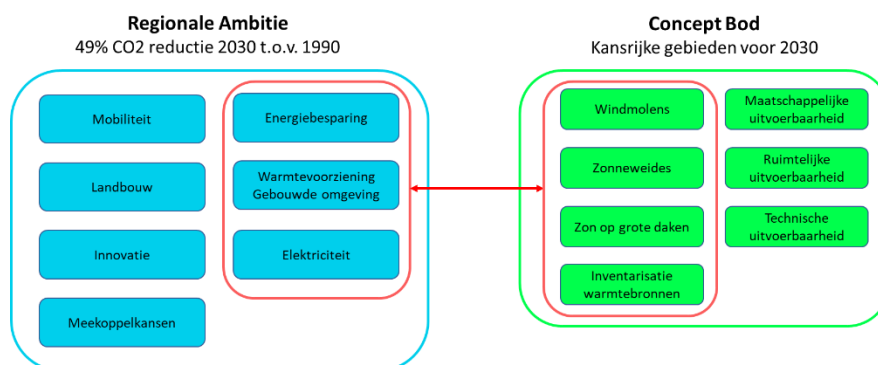 Regionale Ambitie
49% CO2 reductie 2030 t.o.v. 1990
Mobiliteit
Landbouw
Innovatie
Meekoppelkansen
Energiebesparing
Warmtevoorziening
Gebouwde omgeving
Elektriciteit
Concept Bod
Kansrijke gebieden voor 2030
Windmolens
Zonneweides
Zon op grote daken
Inventarisatie
warmtebronnen
Maatschappelijke
uitvoerbaarheid
Ruimtelijke
uitvoerbaarheid
Technische
uitvoerbaarheid